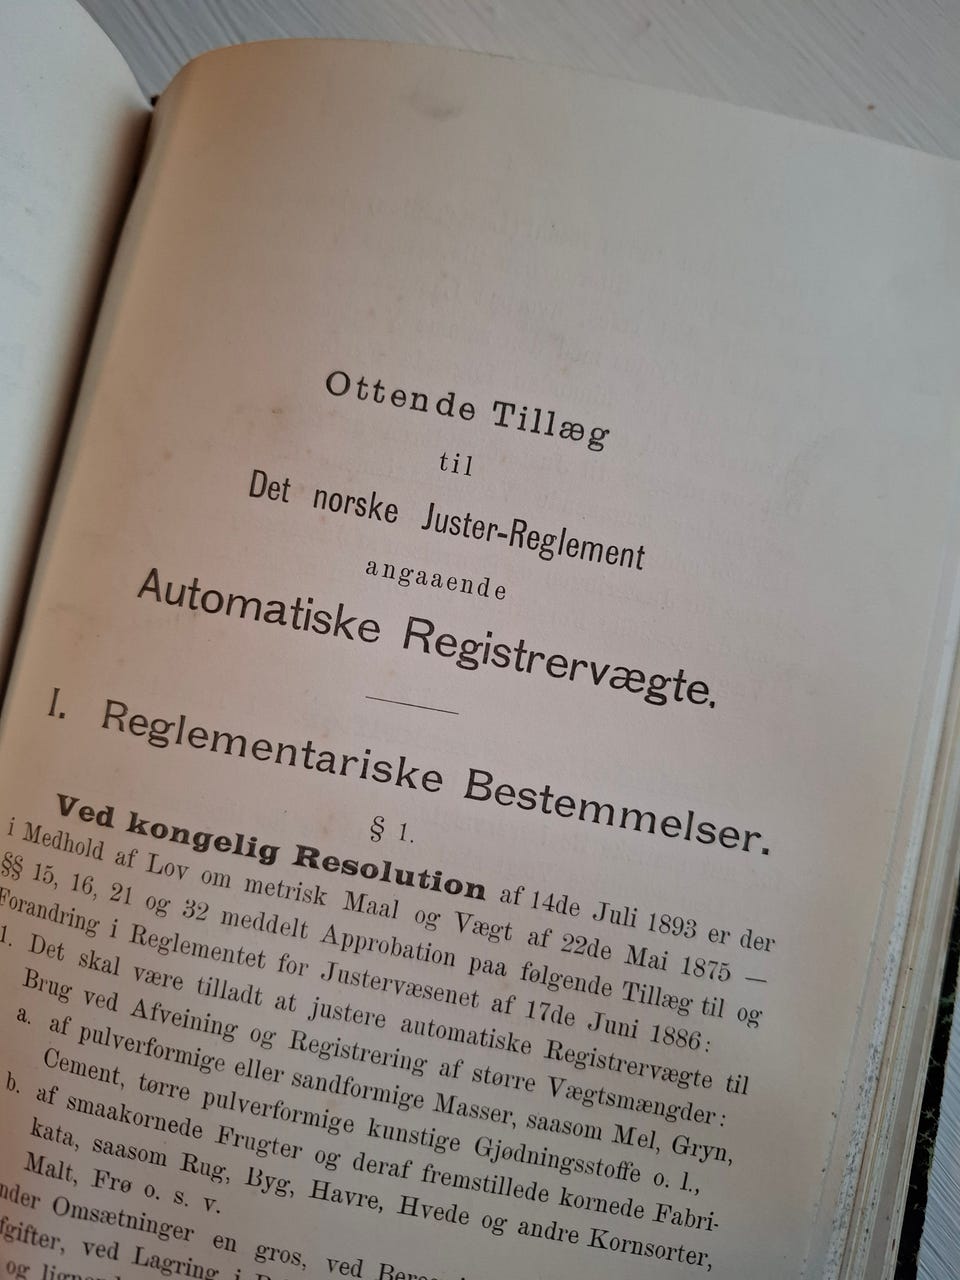 Ottende Tillæg
til
Det norske Juster-Reglement
angaaende
Automatiske Registrervægte.
I. Reglementariske Bestemmelser.
§ 1.
Ved kongelig Resolution af 14de Juli 1893 er der
i Medhold af Lov om metrisk Maal og Vægt af 22de Mai 1875 —
§§ 15, 16, 21 og 32 meddelt Approbation paa følgende Tillæg til og
Forandring i Reglementet for Justervæsenet af 17de Juni 1886:
1. Det skal være tilladt at justere automatiske Registrervægte til
Brug ved Afveining og Registrering af større Vægtsmængder:
a. af pulverformige eller sandformige Masser, saasom Mel, Gryn,
Cement, tørre pulverformige kunstige Gjødningsstoffe o. l.,
b. af smaakornede Frugter og deraf fremstillede kornede Fabri-
kata, saasom Rug, Byg, Havre, Hvede og andre Kornsorter,
Malt, Frø o. s. v.
Omsætninger en gros, ved
ved Lagring i
og